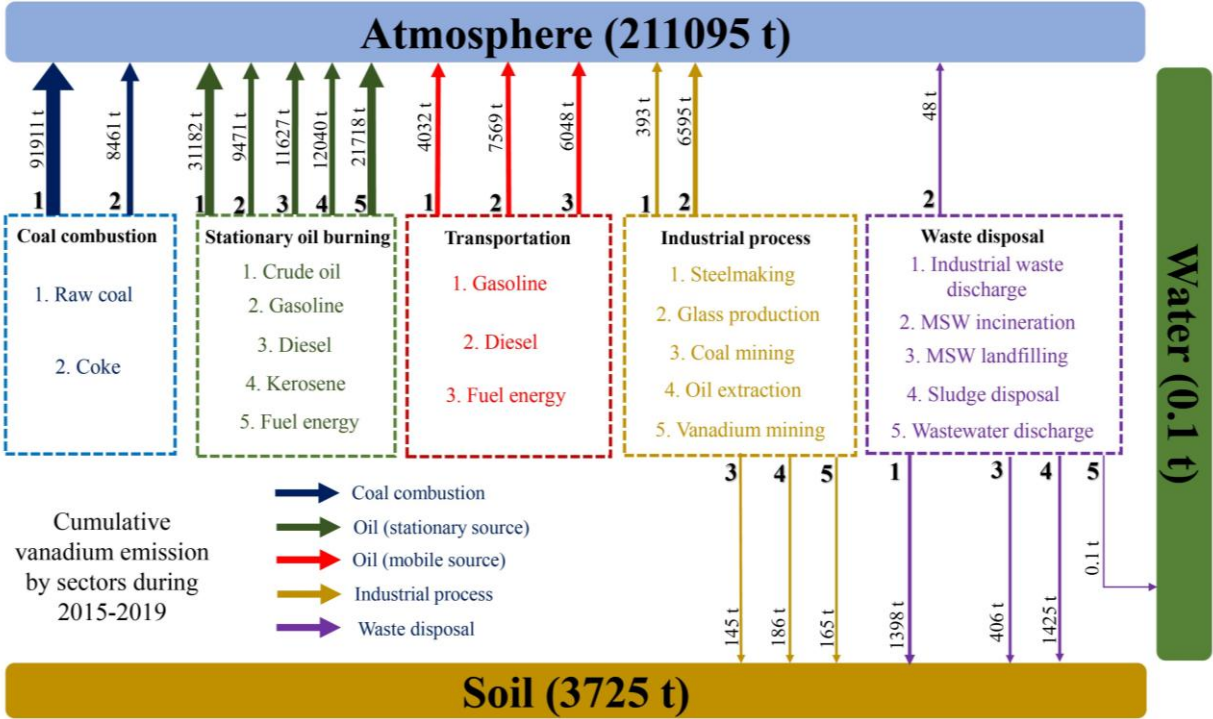 Atmosphere (211095 t)
91911 t
8461 t
31182 t
9471 t
11627 t
12040 t
21718 t
4032 t
7569 t
6048 t
393 t
6595 t
48 t
1
2
1
2
3
4
5
1
2
3
1
2
2
Coal combustion
1. Raw coal
2. Coke
Stationary oil burning
1. Crude oil
2. Gasoline
3. Diesel
4. Kerosene
5. Fuel energy
Transportation
1. Gasoline
2. Diesel
3. Fuel energy
Industrial process
1. Steelmaking
2. Glass production
3. Coal mining
4. Oil extraction
5. Vanadium mining
Waste disposal
1. Industrial waste
discharge
2. MSW incineration
3. MSW landfilling
4. Sludge disposal
5. Wastewater discharge
Water (0.1 t)
3
4
5
1
3
4
5
145 t
186 t
165 t
1398 t
406 t
1425 t
0.1 t
Cumulative
vanadium emission
by sectors during
2015-2019
Coal combustion
Oil (stationary source)
Oil (mobile source)
Industrial process
Waste disposal
Soil (3725 t)